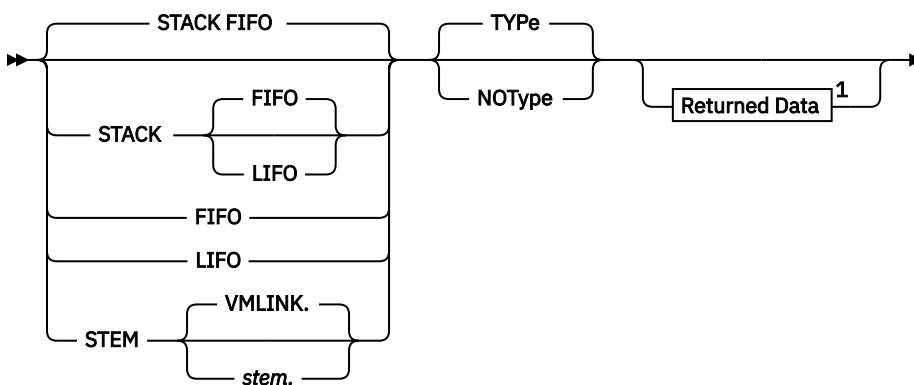 STACK FIFO
TYPe
NOType
Returned Data 1
FIFO
STACK
LIFO
FIFO
LIFO
VMLINK.
STEM
stem.